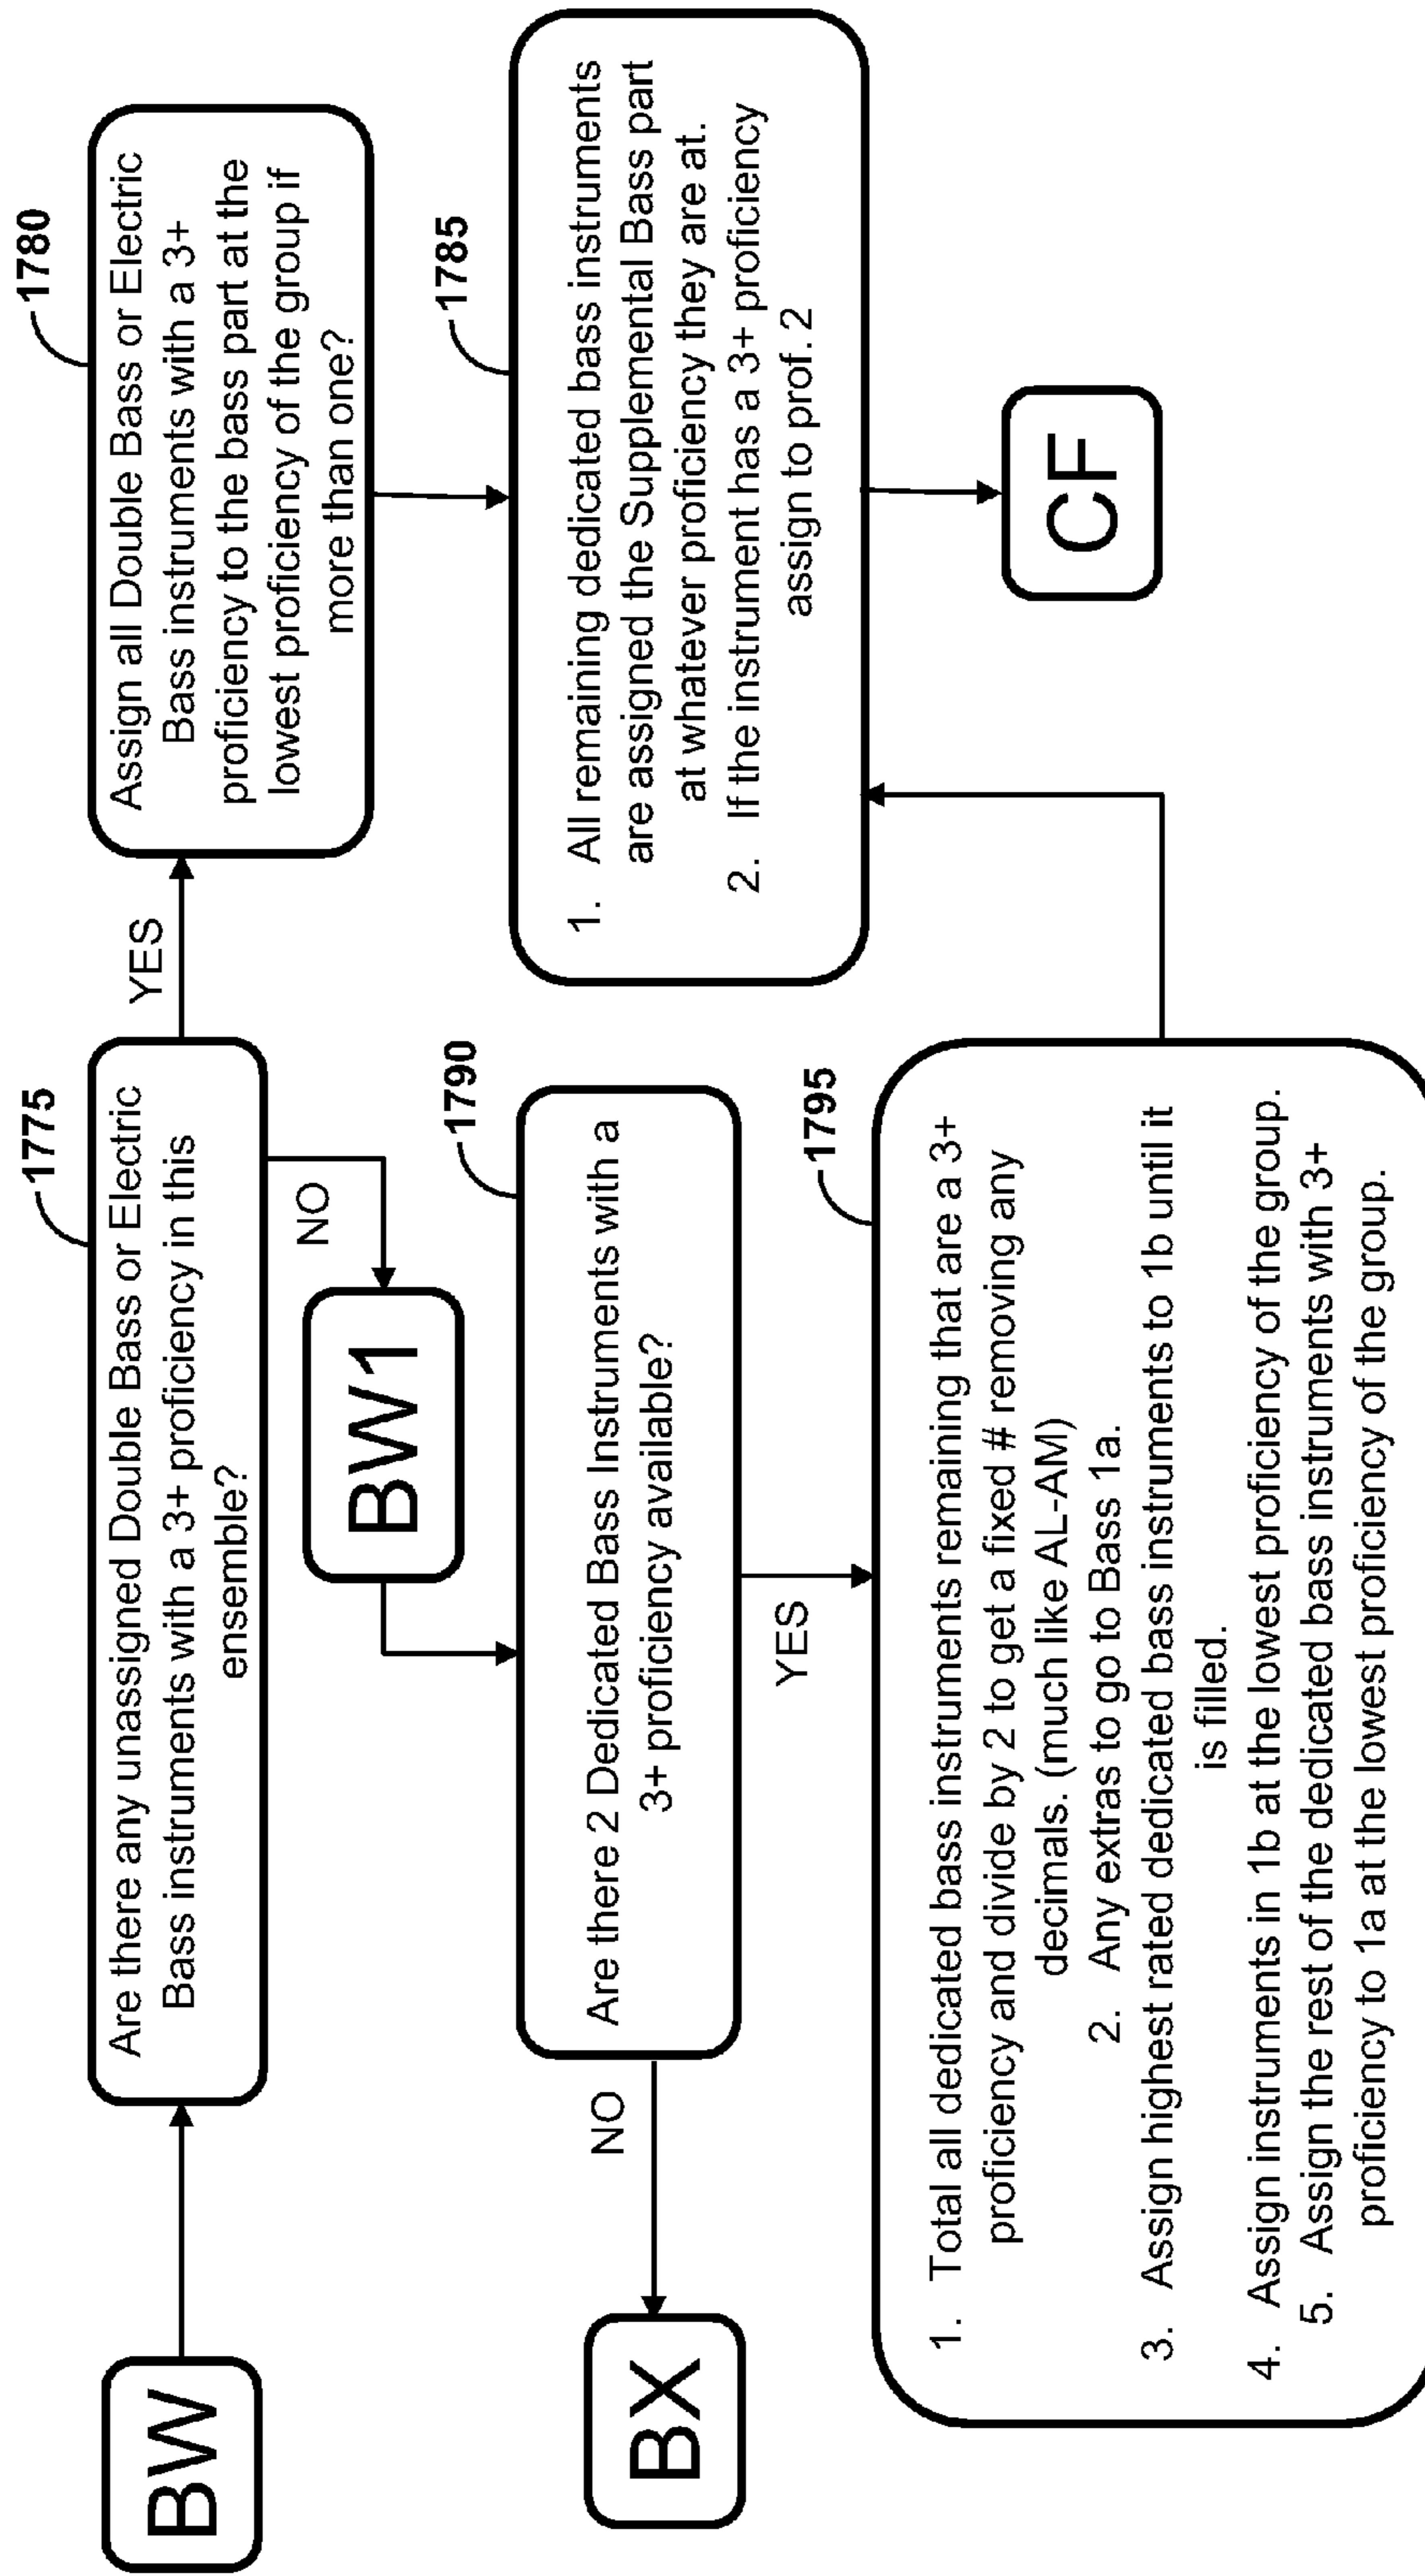 BW
1775
Are there any unassigned Double Bass or Electric
Bass instruments with a 3+ proficiency in this
ensemble?
YES
1780
Assign all Double Bass or Electric
Bass instruments with a 3+
proficiency to the bass part at the
lowest proficiency of the group if
more than one?
NO
BW1
1785
1. All remaining dedicated bass instruments
are assigned the Supplemental Bass part
at whatever proficiency they are at.
2. If the instrument has a 3+ proficiency
assign to prof. 2
CF
1790
Are there 2 Dedicated Bass Instruments with a
3+ proficiency available?
NO
BX
YES
1795
1. Total all dedicated bass instruments remaining that are a 3+
proficiency and divide by 2 to get a fixed # removing any
decimals. (much like AL-AM)
2. Any extras to go to Bass 1a.
3. Assign highest rated dedicated bass instruments to 1b until it
is filled.
4. Assign instruments in 1b at the lowest proficiency of the group.
5. Assign the rest of the dedicated bass instruments with 3+
proficiency to 1a at the lowest proficiency of the group.